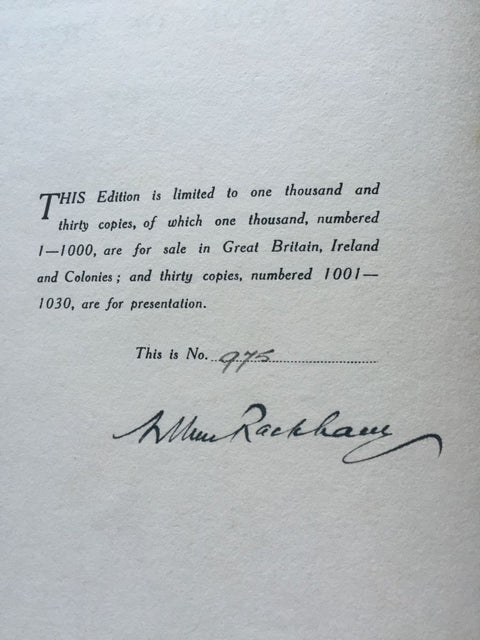 THIS Edition is limited to one thousand and
thirty copies, of which one thousand, numbered
1—1000, are for sale in Great Britain, Ireland
and Colonies; and thirty copies, numbered 1001—
1030, are for presentation.
This is No. 975
Arthur Rackham